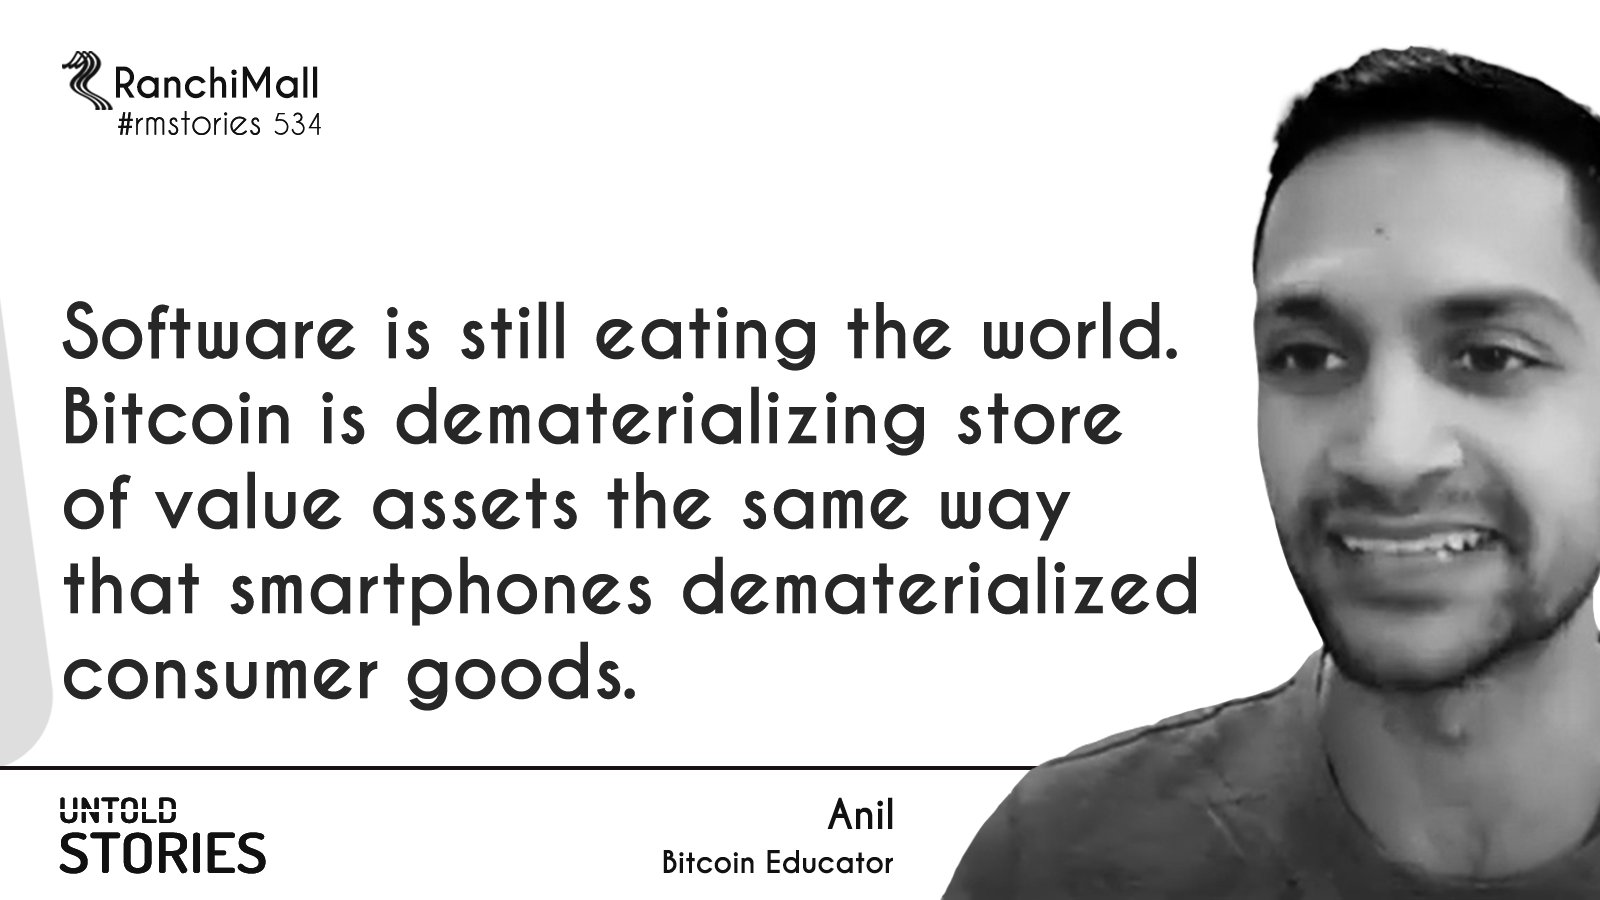 RanchiMall
#rmstories 534
Software is still eating the world.
Bitcoin is dematerializing store
of value assets the same way
that smartphones dematerialized
consumer goods.
UNTOLD
STORIES
Anil
Bitcoin Educator